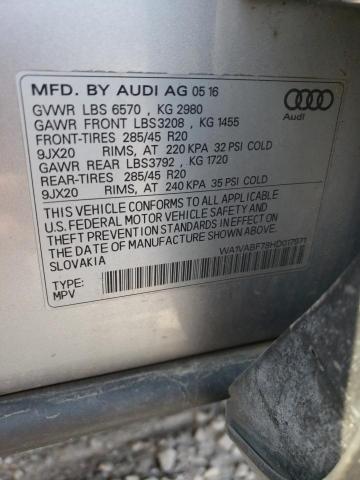 MFD. BY AUDI AG 05 16
GVWR LBS 6570 , KG 2980
GAWR FRONT LBS3208 , KG 1455
FRONT-TIRES 285/45 R20
9JX20 RIMS, AT 220 KPA 32 PSI COLD
GAWR REAR LBS3792 , KG 1720
REAR-TIRES 285/45 R20
9JX20 RIMS, AT 240 KPA 35 PSI COLD
THIS VEHICLE CONFORMS TO ALL APPLICABLE
U.S. FEDERAL MOTOR VEHICLE SAFETY AND
THEFT PREVENTION STANDARDS IN EFFECT ON
THE DATE OF MANUFACTURE SHOWN ABOVE.
SLOVAKIA
TYPE:
MPV
Audi